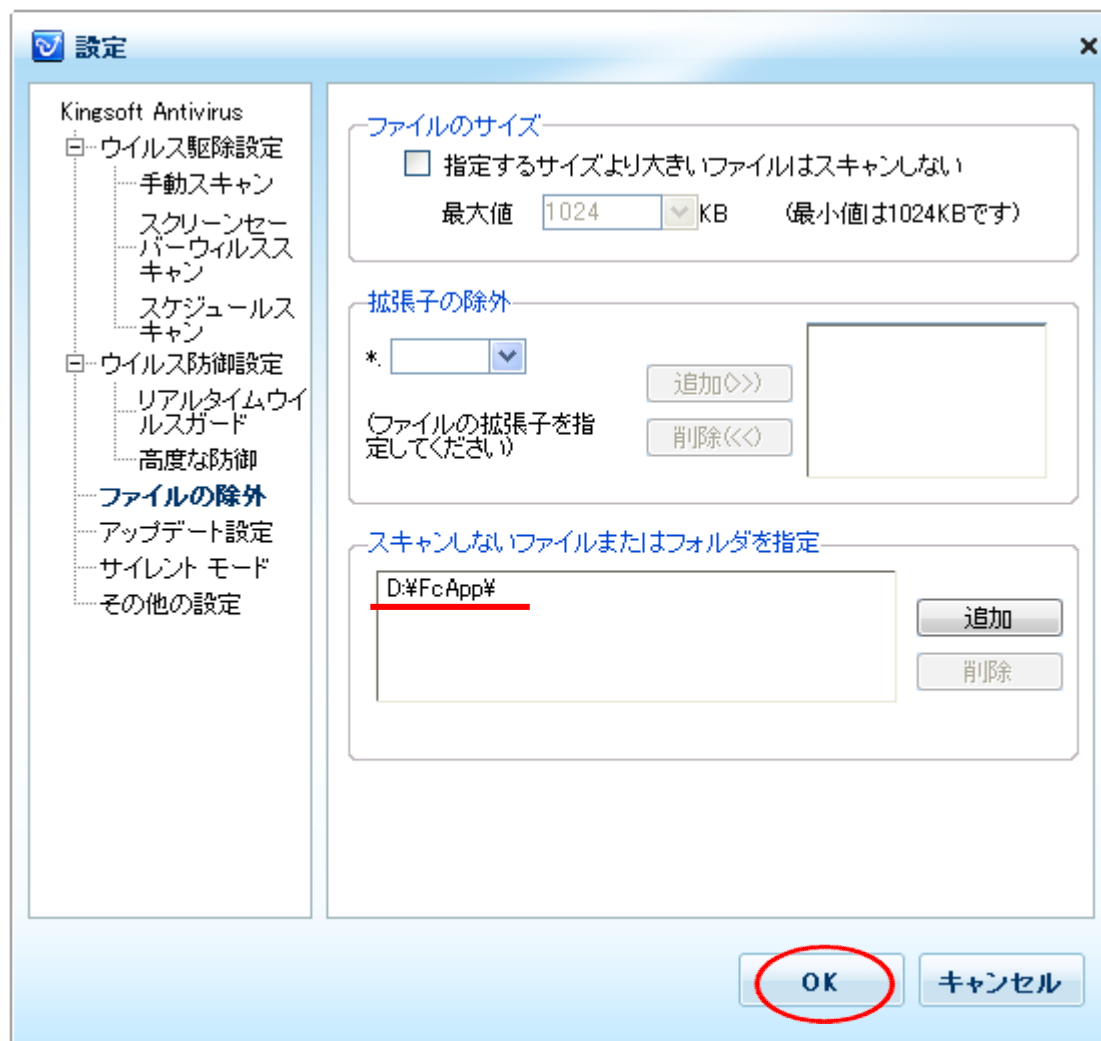 設定
×
Kingsoft Antivirus
ウイルス駆除設定
手動スキャン
スクリーンセー
バーウィルスス
キャン
スケジュールス
キャン
ウイルス防御設定
リアルタイムウイ
ルスガード
高度な防御
ファイルの除外
アップデート設定
サイレント モード
その他の設定
ファイルのサイズ
指定するサイズより大きいファイルはスキャンしない
最大値 1024 KB (最小値は1024KBです)
拡張子の除外
*.
追加(>>)
(ファイルの拡張子を指
定してください)
削除(<<)
スキャンしないファイルまたはフォルダを指定
D:¥FcApp¥
追加
削除
OK キャンセル